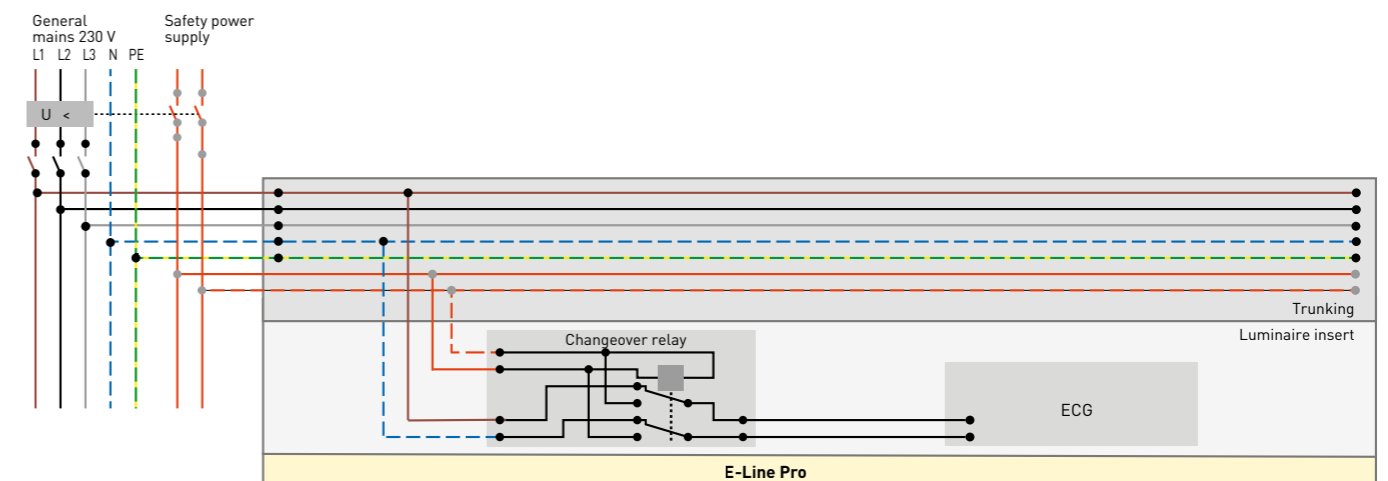 General
mains 230 V
L1 L2 L3 N PE
Safety power
supply
U <
Trunking
Luminaire insert
Changeover relay
ECG
E-Line Pro